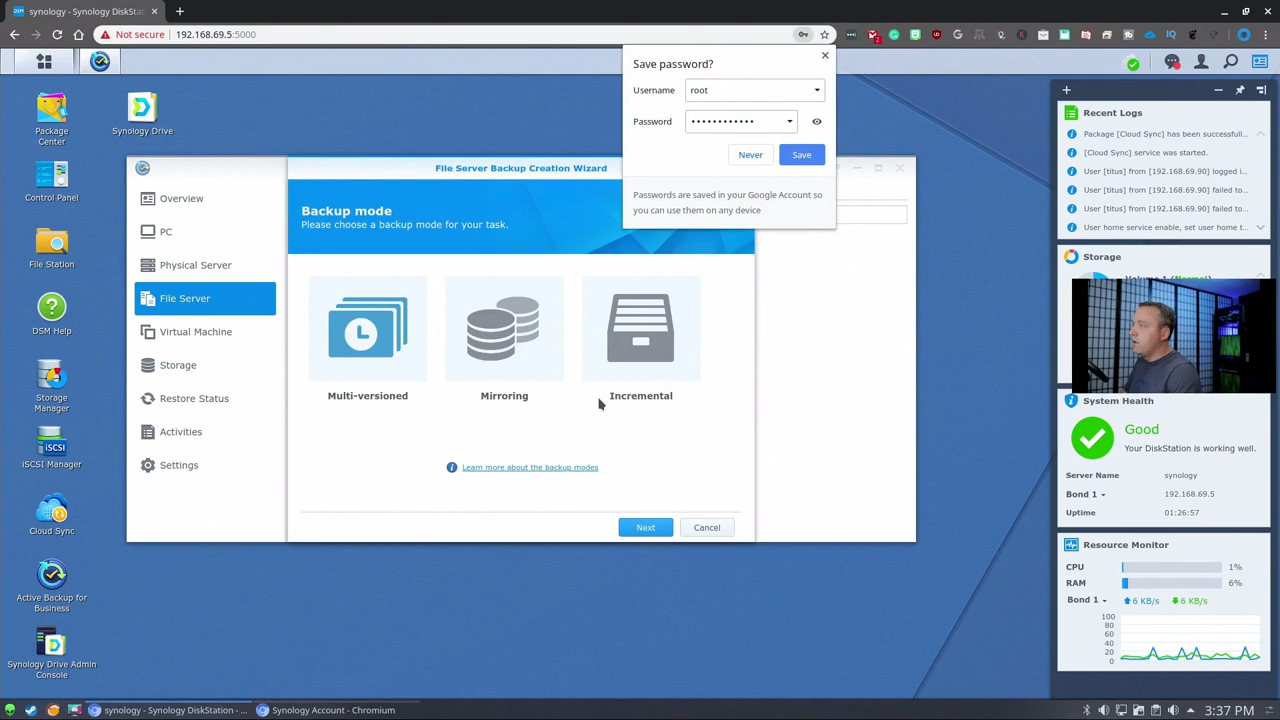 synology - Synology DiskStat
Not secure
192.168.69.5:5000
Save password?
Username
root
Password
••••••••••••
Never
Save
Passwords are saved in your Google Account so
you can use them on any device
Package
Center
Control Panel
File Station
DSM Help
Storage
Manager
iSCSI Manager
Cloud Sync
Active Backup for
Business
Synology Drive Admin
Console
Synology Drive
Overview
PC
Physical Server
File Server
Virtual Machine
Storage
Restore Status
Activities
Settings
File Server Backup Creation Wizard
Backup mode
Please choose a backup mode for your task.
Multi-versioned
Mirroring
Incremental
Learn more about the backup modes
Next
Cancel
Recent Logs
Package [Cloud Sync] has been successfull...
[Cloud Sync] service was started.
User [titus] from [192.168.69.90] logged i...
User [titus] from [192.168.69.90] failed to...
User [titus] from [192.168.69.90] failed to...
User home service enable, set user home t...
Storage
System Health
Good
Your DiskStation is working well.
Server Name
synology
Bond 1
192.168.69.5
Uptime
01:26:57
Resource Monitor
CPU
1%
RAM
6%
Bond 1
6 KB/s
6 KB/s
100
80
60
40
20
0
synology - Synology DiskStation - ...
Synology Account - Chromium
3:37 PM